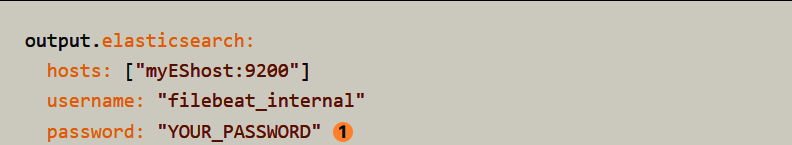 output.elasticsearch:
  hosts: ["myEShost:9200"]
  username: "filebeat_internal"
  password: "YOUR_PASSWORD" 1